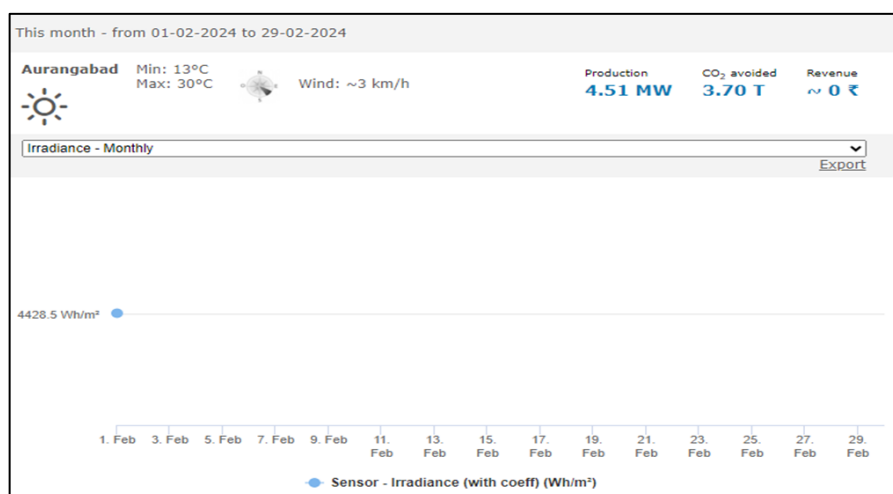 This month - from 01-02-2024 to 29-02-2024
Aurangabad
Min: 13°C
Max: 30°C
Wind: ~3 km/h
Production
4.51 MW
CO₂ avoided
3.70 T
Revenue
~ 0 ₹
Irradiance - Monthly
Export
4428.5 Wh/m²
1. Feb 3. Feb 5. Feb 7. Feb 9. Feb 11. Feb 13. Feb 15. Feb 17. Feb 19. Feb 21. Feb 23. Feb 25. Feb 27. Feb 29. Feb
Sensor - Irradiance (with coeff) (Wh/m²)